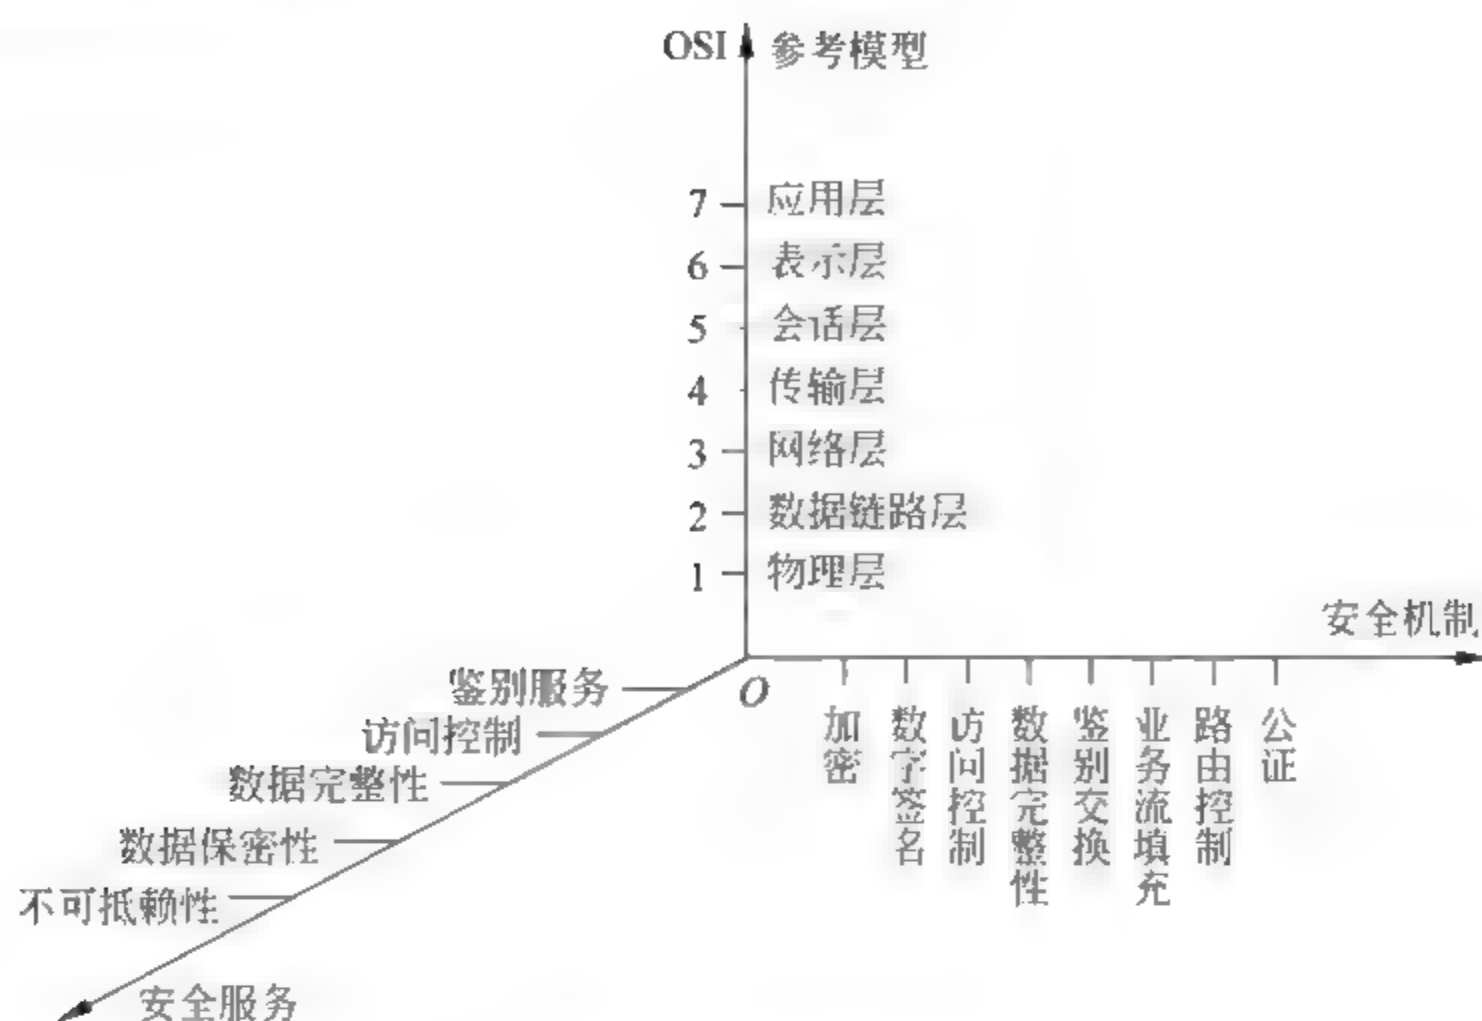 OSI 参考模型
7 应用层
6 表示层
5 会话层
4 传输层
3 网络层
2 数据链路层
1 物理层
安全机制
O
加密
数字签名
访问控制
数据完整性
鉴别交换
业务流填充
路由控制
公证
鉴别服务
访问控制
数据完整性
数据保密性
不可抵赖性
安全服务